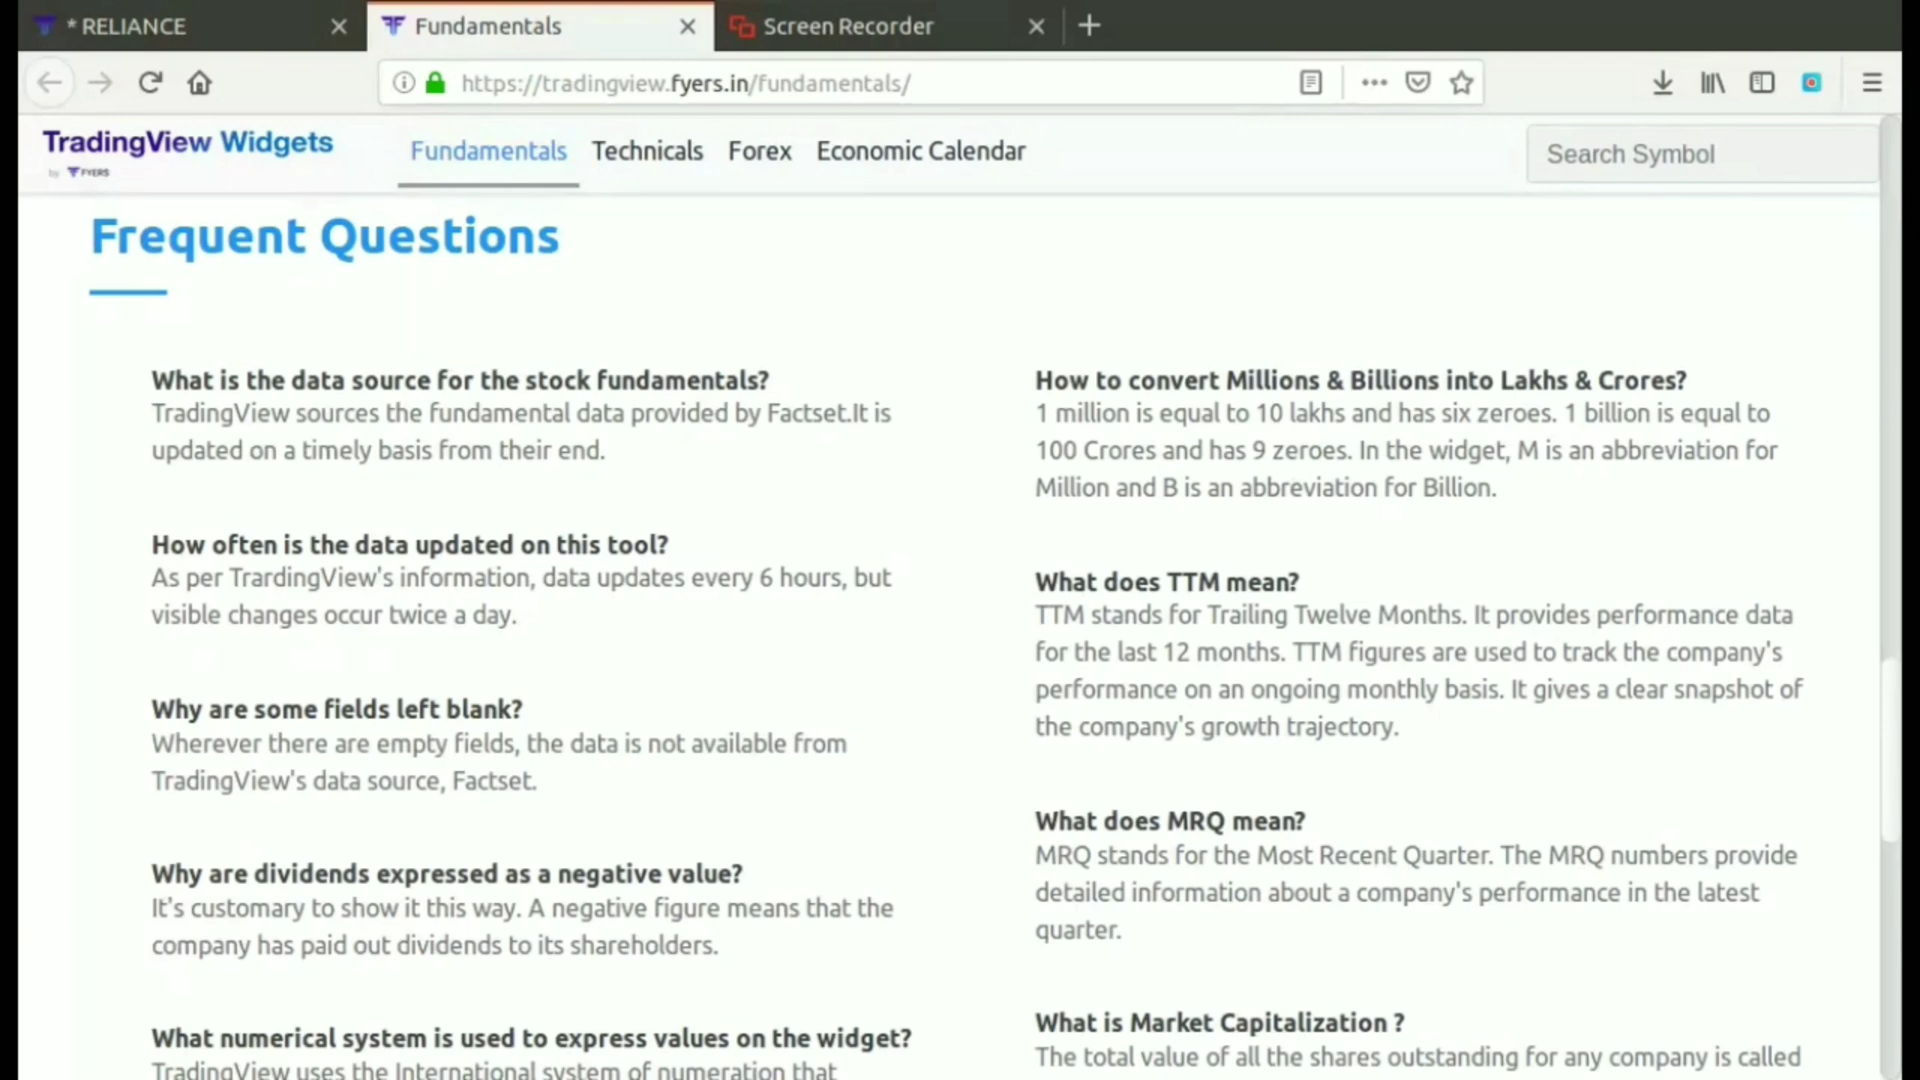 * RELIANCE
Fundamentals
Screen Recorder
https://tradingview.fyers.in/fundamentals/
TradingView Widgets
by FYERS
Fundamentals
Technicals
Forex
Economic Calendar
Search Symbol
Frequent Questions
What is the data source for the stock fundamentals?
TradingView sources the fundamental data provided by Factset.It is
updated on a timely basis from their end.
How often is the data updated on this tool?
As per TrardingView's information, data updates every 6 hours, but
visible changes occur twice a day.
Why are some fields left blank?
Wherever there are empty fields, the data is not available from
TradingView's data source, Factset.
Why are dividends expressed as a negative value?
It's customary to show it this way. A negative figure means that the
company has paid out dividends to its shareholders.
What numerical system is used to express values on the widget?
TradingView uses the International system of numeration that
How to convert Millions & Billions into Lakhs & Crores?
1 million is equal to 10 lakhs and has six zeroes. 1 billion is equal to
100 Crores and has 9 zeroes. In the widget, M is an abbreviation for
Million and B is an abbreviation for Billion.
What does TTM mean?
TTM stands for Trailing Twelve Months. It provides performance data
for the last 12 months. TTM figures are used to track the company's
performance on an ongoing monthly basis. It gives a clear snapshot of
the company's growth trajectory.
What does MRQ mean?
MRQ stands for the Most Recent Quarter. The MRQ numbers provide
detailed information about a company's performance in the latest
quarter.
What is Market Capitalization ?
The total value of all the shares outstanding for any company is called